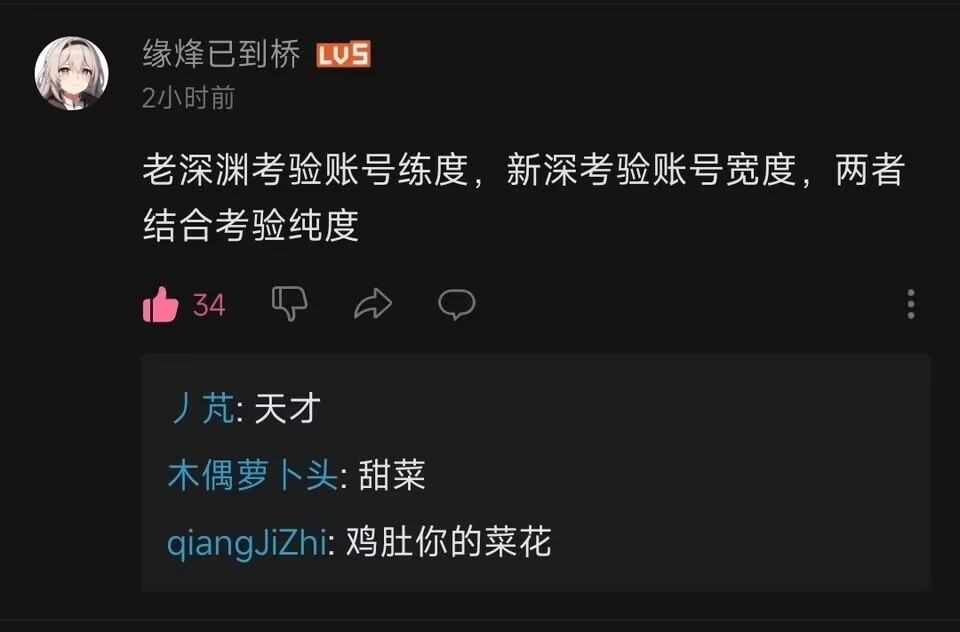 缘烽已到桥 LV5
2小时前
老深渊考验账号练度，新深考验账号宽度，两者
结合考验纯度
34
丿芃: 天才
木偶萝卜头: 甜菜
qiangJiZhi: 鸡肚你的菜花